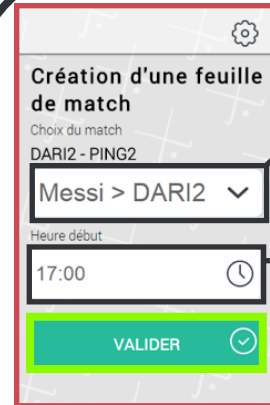 Création d'une feuille
de match
Choix du match
DARI2 - PING2
Messi > DARI2
Heure début
17:00
VALIDER